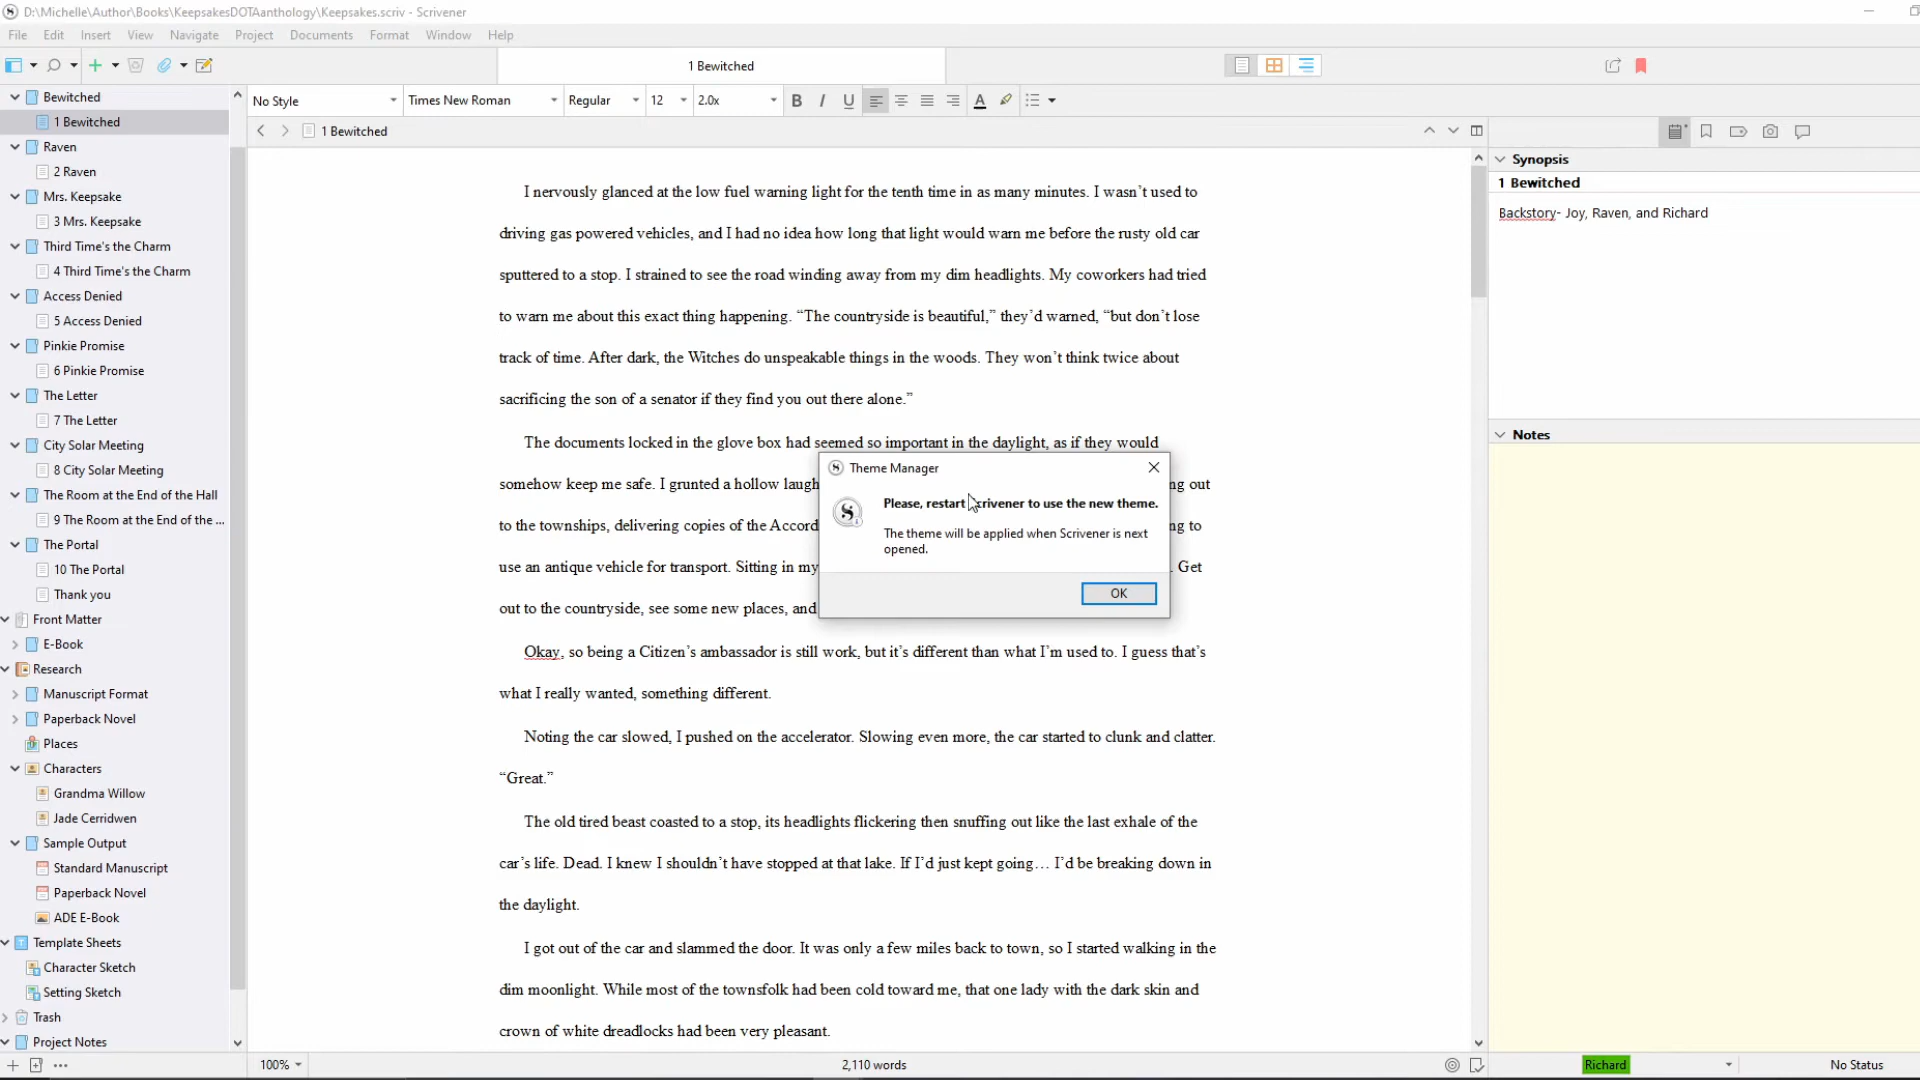 D:\Michelle\Author\Books\KeepsakesDOTAanthology\Keepsakes.scriv - Scrivener
File Edit Insert View Navigate Project Documents Format Window Help
1 Bewitched
No Style Times New Roman Regular 12 2.0x B I U A
1 Bewitched
Bewitched
1 Bewitched
Raven
2 Raven
Mrs. Keepsake
3 Mrs. Keepsake
Third Time's the Charm
4 Third Time's the Charm
Access Denied
5 Access Denied
Pinkie Promise
6 Pinkie Promise
The Letter
7 The Letter
City Solar Meeting
8 City Solar Meeting
The Room at the End of the Hall
9 The Room at the End of the ...
The Portal
10 The Portal
Thank you
Front Matter
E-Book
Research
Manuscript Format
Paperback Novel
Places
Characters
Grandma Willow
Jade Cerridwen
Sample Output
Standard Manuscript
Paperback Novel
ADE E-Book
Template Sheets
Character Sketch
Setting Sketch
Trash
Project Notes
I nervously glanced at the low fuel warning light for the tenth time in as many minutes. I wasn’t used to
driving gas powered vehicles, and I had no idea how long that light would warn me before the rusty old car
sputtered to a stop. I strained to see the road winding away from my dim headlights. My coworkers had tried
to warn me about this exact thing happening. “The countryside is beautiful,” they’d warned, “but don’t lose
track of time. After dark, the Witches do unspeakable things in the woods. They won’t think twice about
sacrificing the son of a senator if they find you out there alone.”
The documents locked in the glove box had seemed so important in the daylight, as if they would
somehow keep me safe. I grunted a hollow laugh ng out
to the townships, delivering copies of the Accord ng to
use an antique vehicle for transport. Sitting in my . Get
out to the countryside, see some new places, and
Okay, so being a Citizen’s ambassador is still work, but it’s different than what I’m used to. I guess that’s
what I really wanted, something different.
Noting the car slowed, I pushed on the accelerator. Slowing even more, the car started to clunk and clatter.
“Great.”
The old tired beast coasted to a stop, its headlights flickering then snuffing out like the last exhale of the
car’s life. Dead. I knew I shouldn’t have stopped at that lake. If I’d just kept going… I’d be breaking down in
the daylight.
I got out of the car and slammed the door. It was only a few miles back to town, so I started walking in the
dim moonlight. While most of the townsfolk had been cold toward me, that one lady with the dark skin and
crown of white dreadlocks had been very pleasant.
Theme Manager
Please, restart Scrivener to use the new theme.
The theme will be applied when Scrivener is next
opened.
OK
Synopsis
1 Bewitched
Backstory- Joy, Raven, and Richard
Notes
100% 2,110 words
Richard No Status